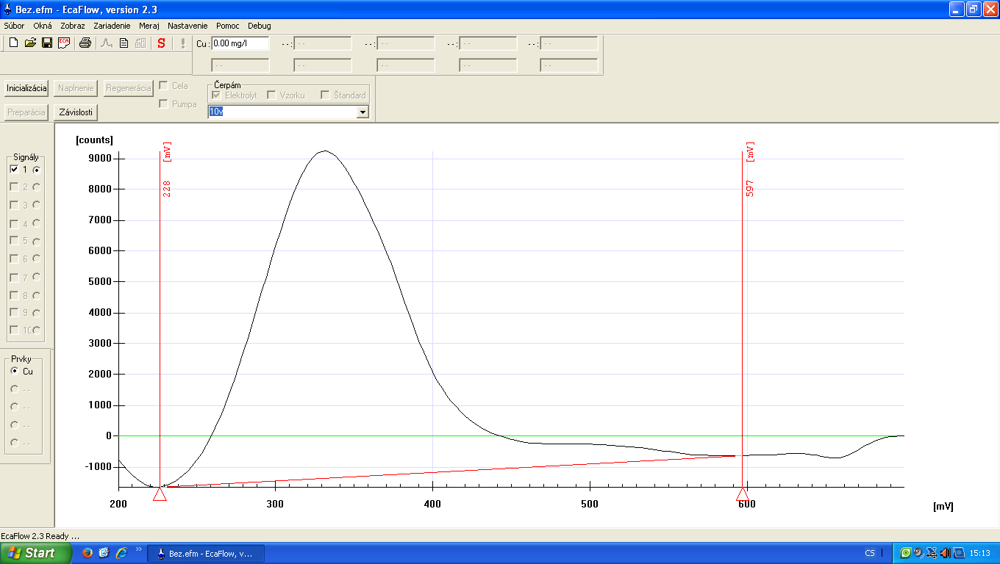 Bez.efm - EcaFlow, version 2.3
Súbor Okná Zobraz Zariadenie Meraj Nastavenie Pomoc Debug
ECA S ! Cu : 0.00 mg/l --: -- --: -- --: -- --: --
-- -- -- -- --
Inicializácia Naplnenie Regenerácia Cela Čerpám
Elektrolyt Vzorku Štandard
Pumpa
Preparácia Závislosti 10v
Signály
1
2
3
4
5
6
7
8
9
10
Prvky
Cu
--
--
--
--
[counts]
9000
8000
7000
6000
5000
4000
3000
2000
1000
0
-1000
228 [mV]
597 [mV]
200 300 400 500 600 [mV]
EcaFlow 2.3 Ready ...
Start Bez.efm - EcaFlow, v... CS 15:13